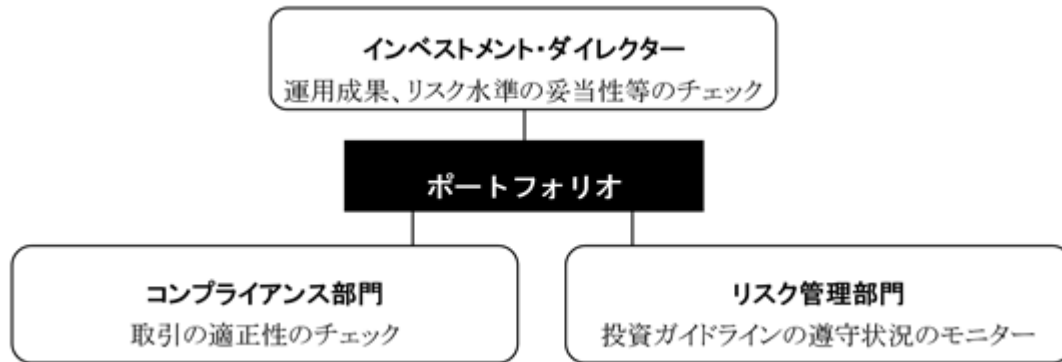 インベストメント・ダイレクター
運用成果、リスク水準の妥当性等のチェック
ポートフォリオ
コンプライアンス部門
取引の適正性のチェック
リスク管理部門
投資ガイドラインの遵守状況のモニター